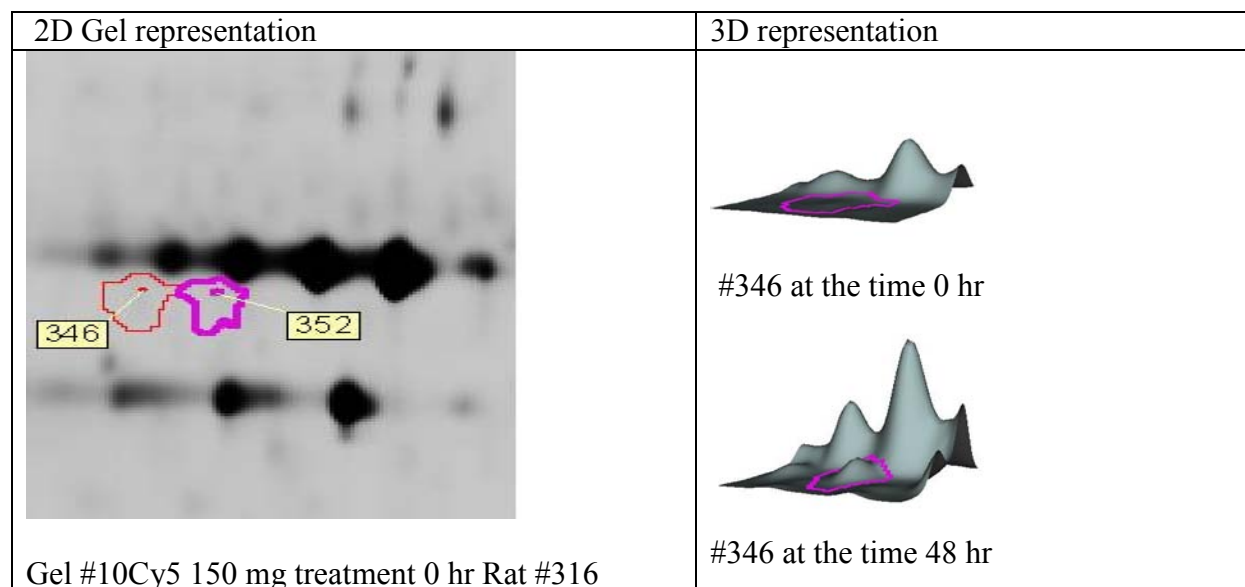 2D Gel representation
3D representation
346
352
Gel #10Cy5 150 mg treatment 0 hr Rat #316
#346 at the time 0 hr
#346 at the time 48 hr